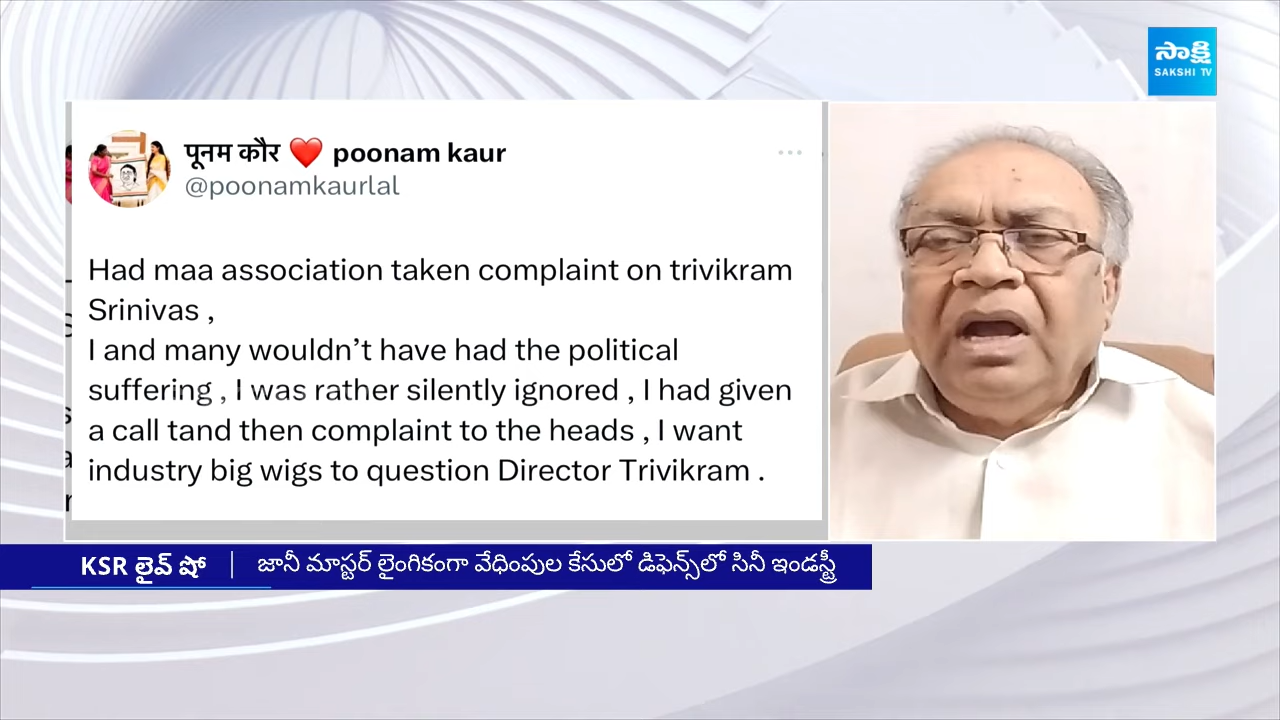 సాక్షి
SAKSHI TV
पूनम कौर ❤️ poonam kaur
@poonamkaurlal
Had maa association taken complaint on trivikram
Srinivas ,
I and many wouldn’t have had the political
suffering , I was rather silently ignored , I had given
a call tand then complaint to the heads , I want
industry big wigs to question Director Trivikram .
KSR లైవ్ షో | జానీ మాస్టర్ లైంగికంగా వేధింపుల కేసులో డిఫెన్స్‌లో సినీ ఇండస్ట్రీ